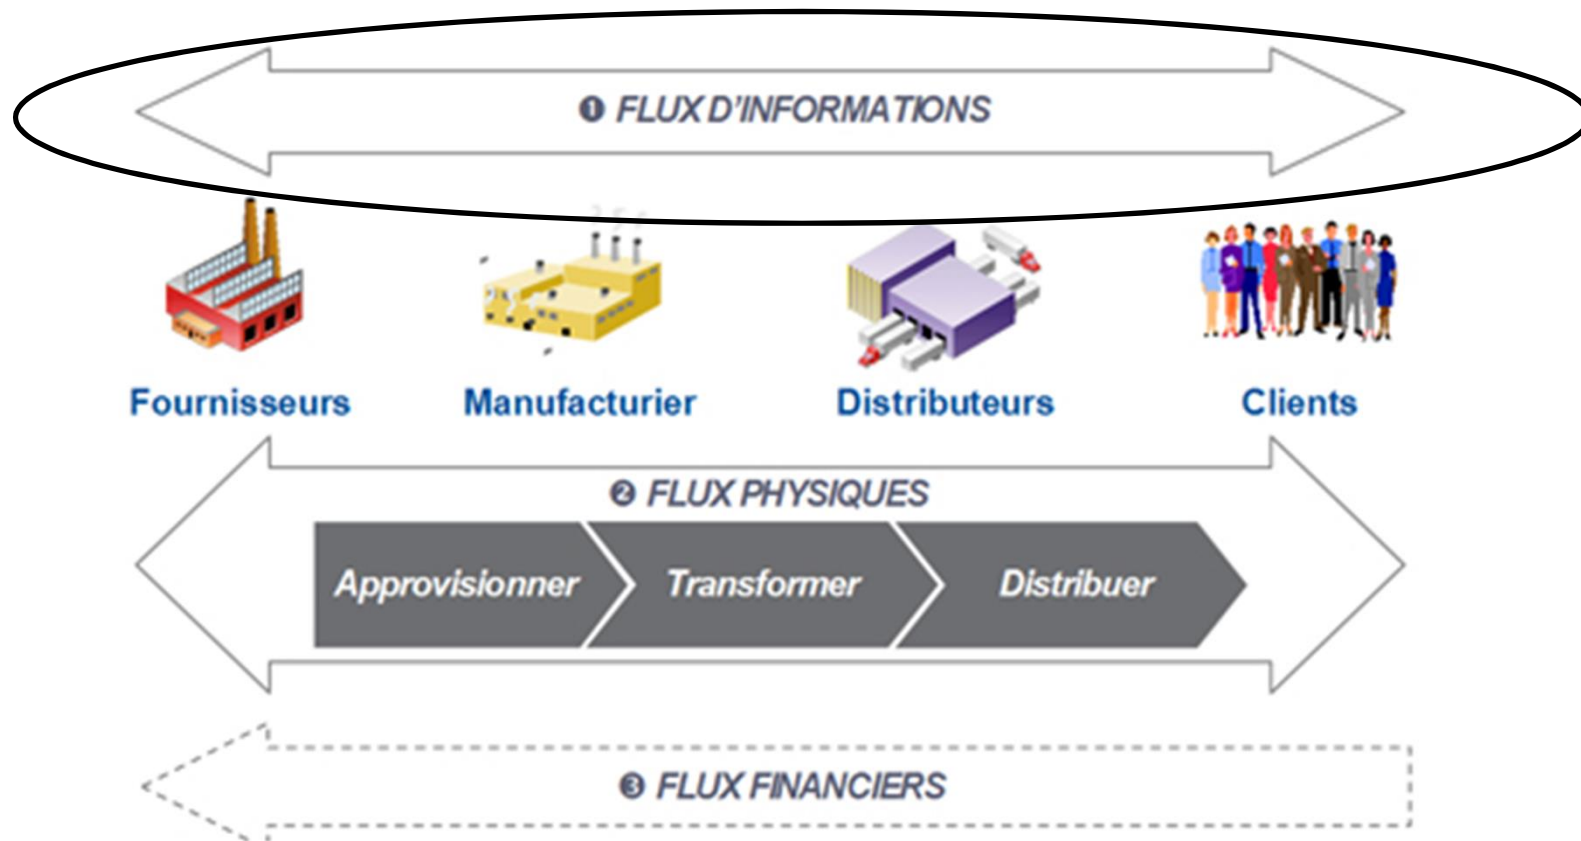 ❶ FLUX D'INFORMATIONS
Fournisseurs
Manufacturier
Distributeurs
Clients
❷ FLUX PHYSIQUES
Approvisionner
Transformer
Distribuer
❸ FLUX FINANCIERS